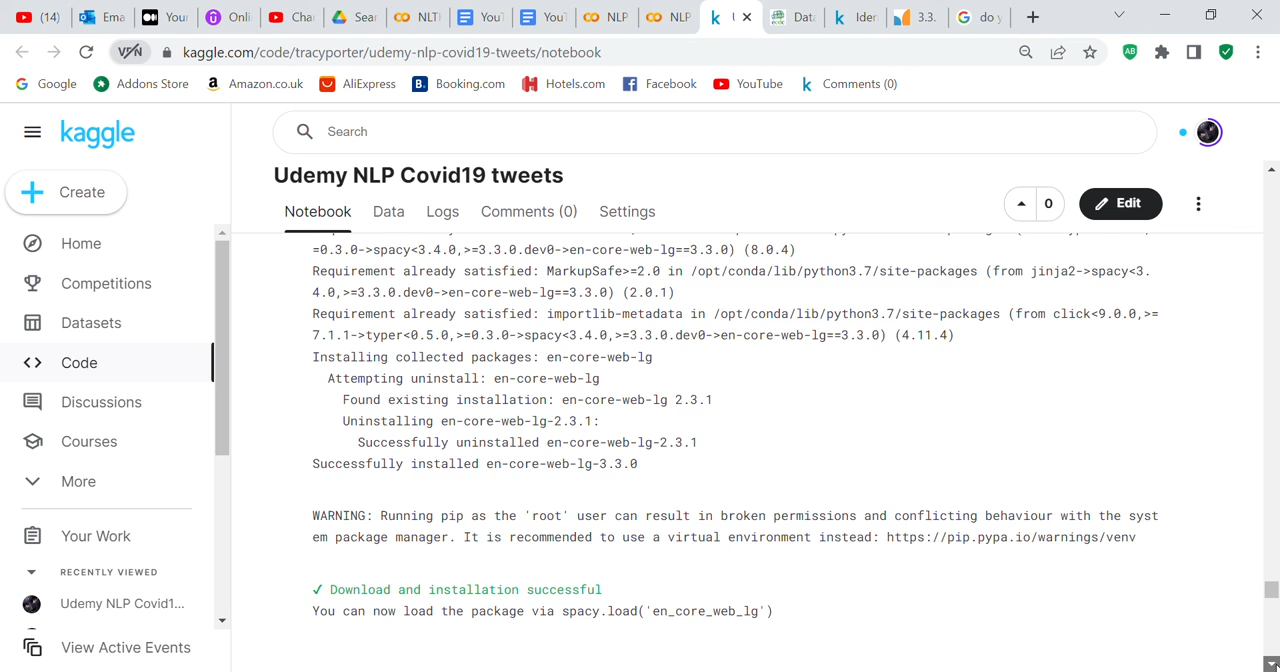 (14)
Ema
Your
Onli
Char
Sear
NLTI
YouT
YouT
NLP
NLP
Data
Iden
3.3.
do y
VPN
kaggle.com/code/tracyporter/udemy-nlp-covid19-tweets/notebook
Google
Addons Store
Amazon.co.uk
AliExpress
Booking.com
Hotels.com
Facebook
YouTube
Comments (0)
kaggle
Search
Create
Udemy NLP Covid19 tweets
0
Edit
Notebook
Data
Logs
Comments (0)
Settings
Home
Competitions
Datasets
Code
Discussions
Courses
More
Your Work
RECENTLY VIEWED
Udemy NLP Covid1...
View Active Events
=0.3.0->spacy<3.4.0,>=3.3.0.dev0->en-core-web-lg==3.3.0) (8.0.4)
Requirement already satisfied: MarkupSafe>=2.0 in /opt/conda/lib/python3.7/site-packages (from jinja2->spacy<3.
4.0,>=3.3.0.dev0->en-core-web-lg==3.3.0) (2.0.1)
Requirement already satisfied: importlib-metadata in /opt/conda/lib/python3.7/site-packages (from click<9.0.0,>=
7.1.1->typer<0.5.0,>=0.3.0->spacy<3.4.0,>=3.3.0.dev0->en-core-web-lg==3.3.0) (4.11.4)
Installing collected packages: en-core-web-lg
Attempting uninstall: en-core-web-lg
Found existing installation: en-core-web-lg 2.3.1
Uninstalling en-core-web-lg-2.3.1:
Successfully uninstalled en-core-web-lg-2.3.1
Successfully installed en-core-web-lg-3.3.0
WARNING: Running pip as the 'root' user can result in broken permissions and conflicting behaviour with the syst
em package manager. It is recommended to use a virtual environment instead: https://pip.pypa.io/warnings/venv
✓ Download and installation successful
You can now load the package via spacy.load('en_core_web_lg')